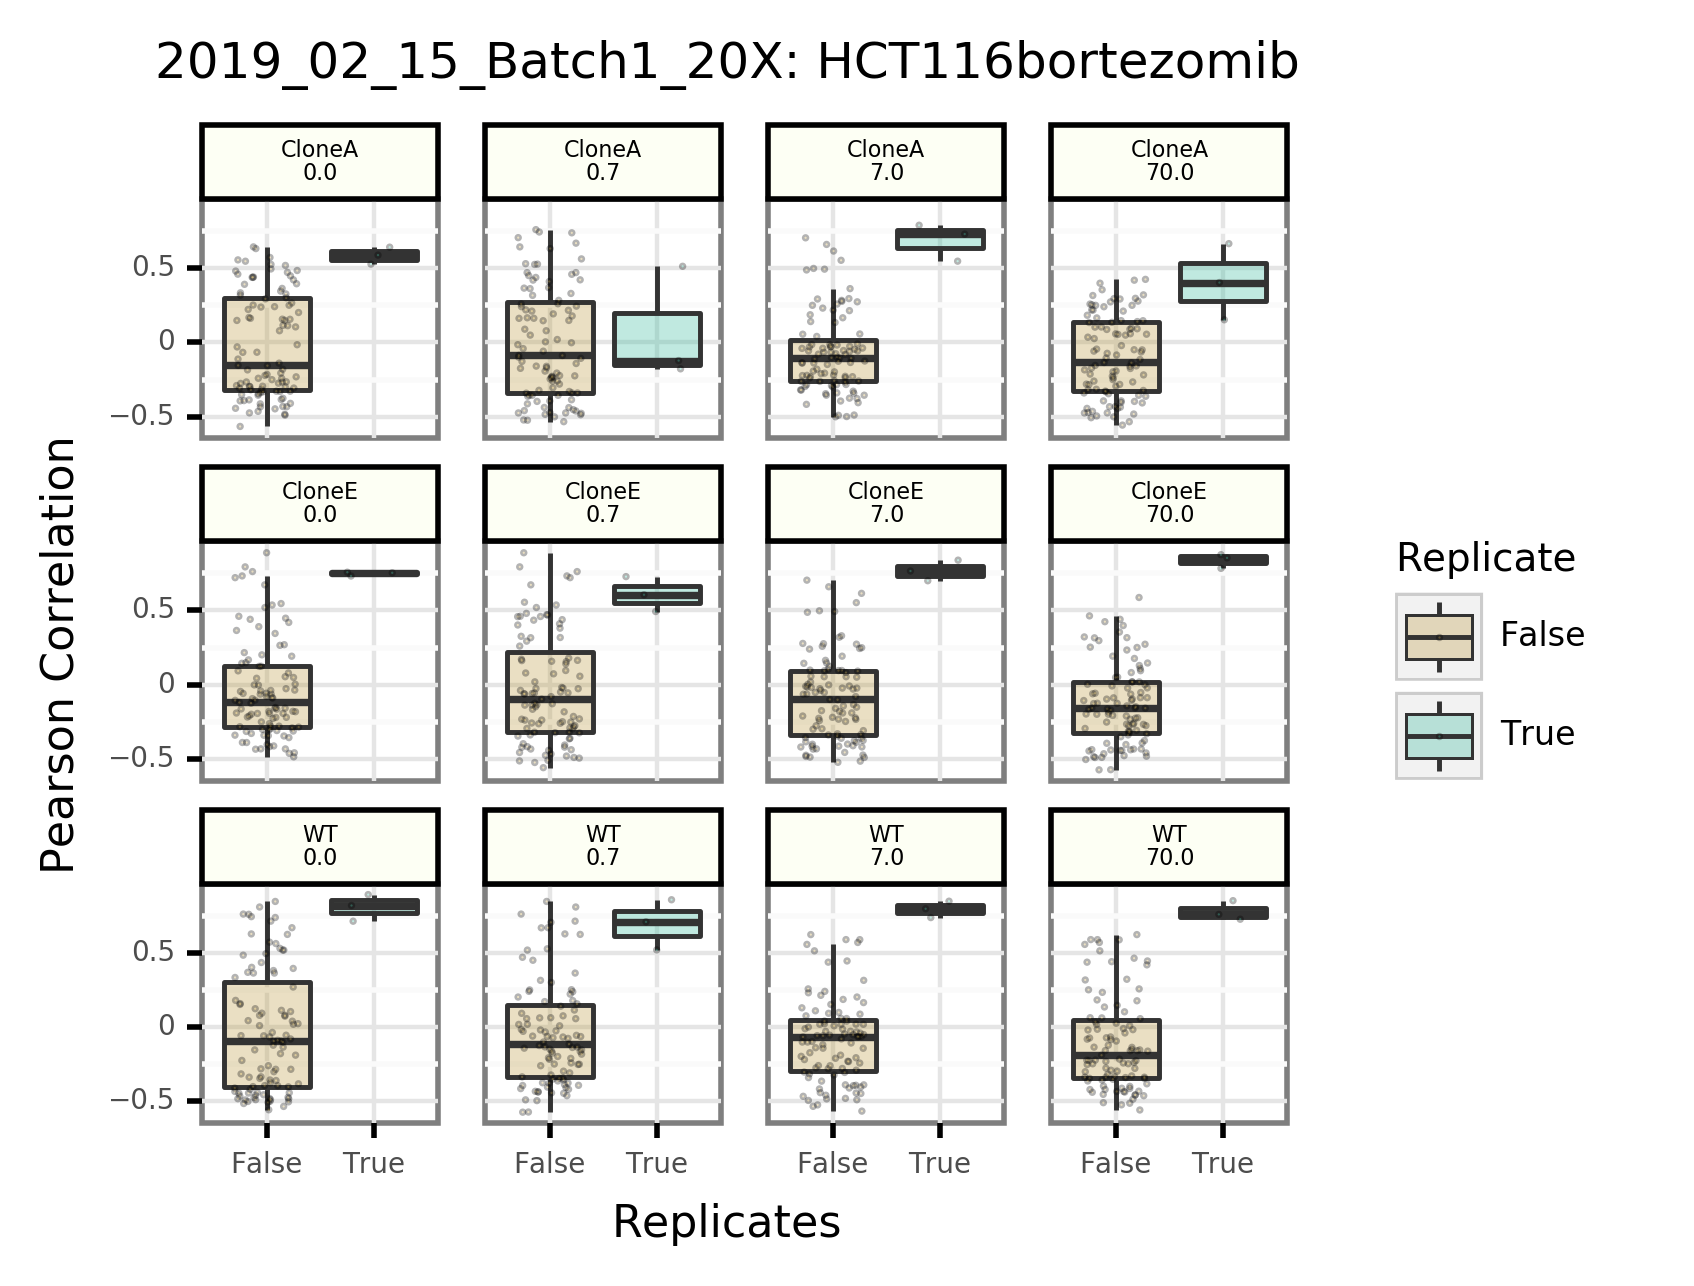 2019_02_15_Batch1_20X: HCT116bortezomib
CloneA
0.0
CloneA
0.7
CloneA
7.0
CloneA
70.0
0.5
0
−0.5
CloneE
0.0
CloneE
0.7
CloneE
7.0
CloneE
70.0
0.5
0
−0.5
WT
0.0
WT
0.7
WT
7.0
WT
70.0
0.5
0
−0.5
False True False True False True False True
Replicates
Pearson Correlation
Replicate
False
True